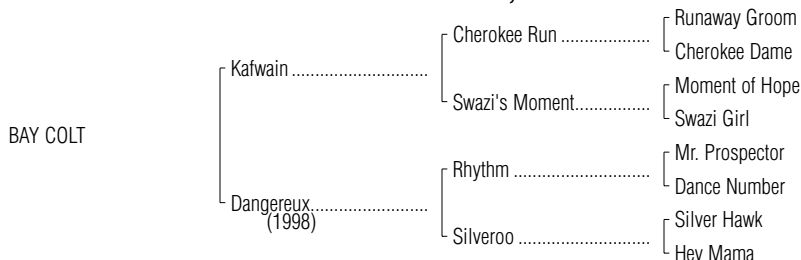 Runaway Groom
Cherokee Run ...................
Cherokee Dame
Kafwain .............................
Moment of Hope
Swazi's Moment................
Swazi Girl
BAY COLT
Mr. Prospector
Rhythm .............................
Dance Number
Dangereux.........................
(1998)
Silver Hawk
Silveroo ............................
Hey Mama